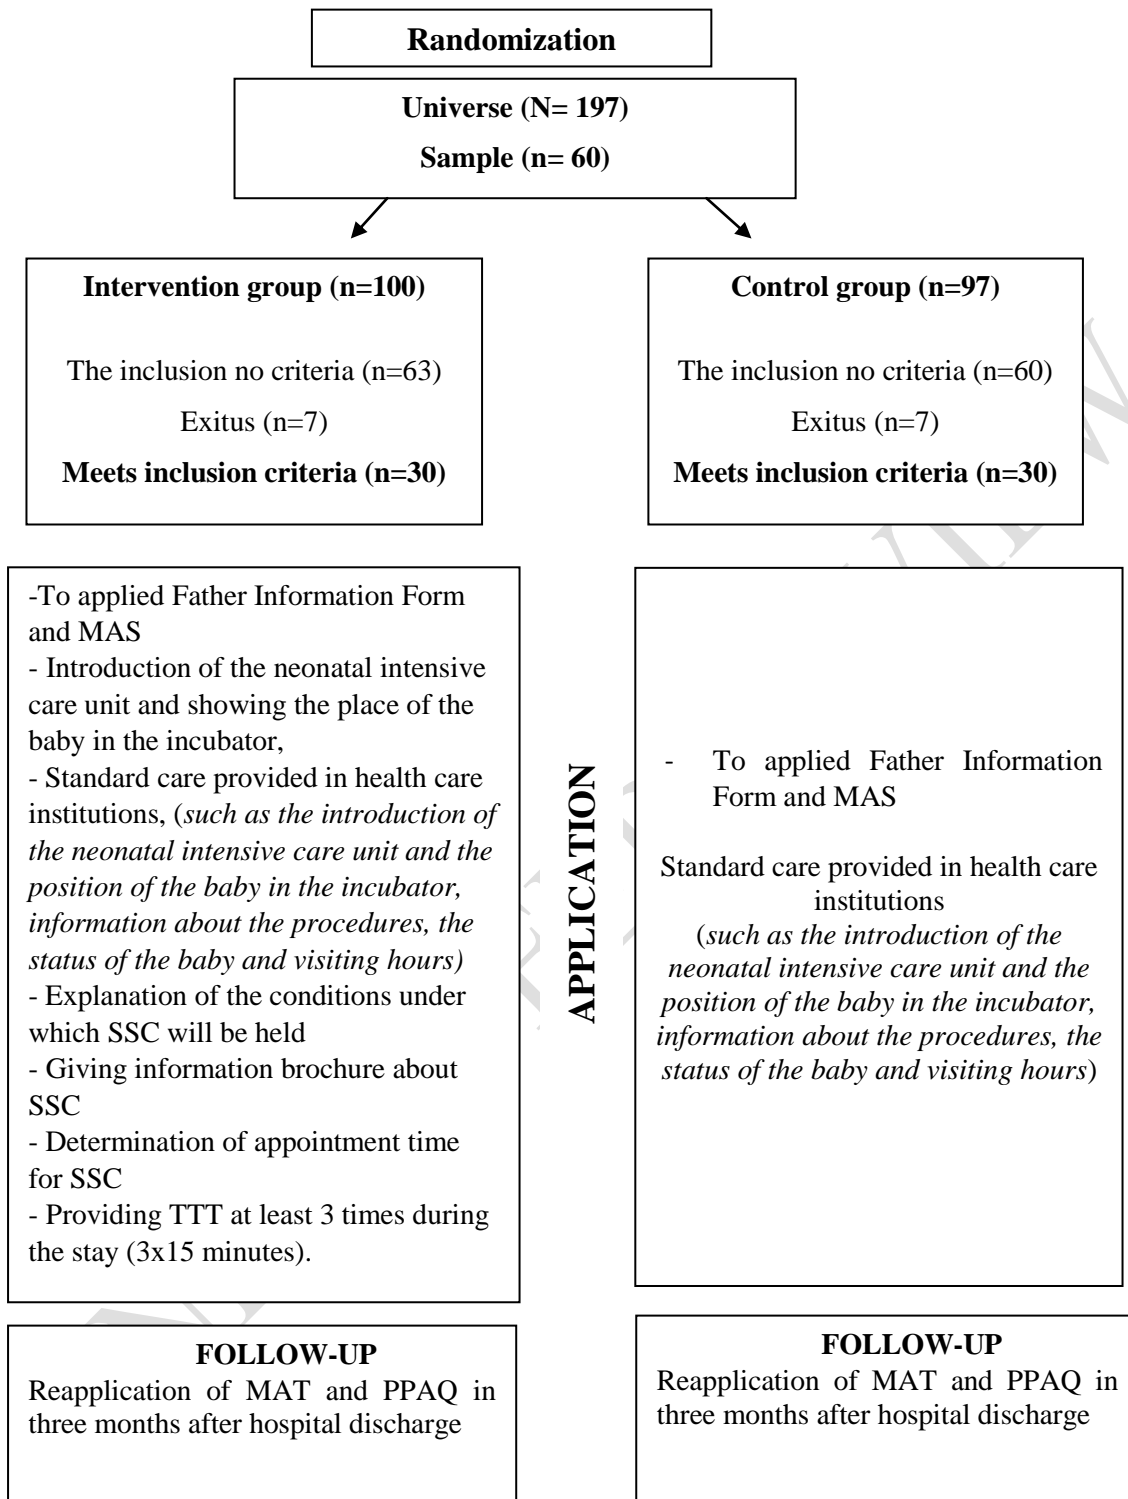 Randomization
Universe (N= 197)
Sample (n= 60)
Intervention group (n=100)
The inclusion no criteria (n=63)
Exitus (n=7)
Meets inclusion criteria (n=30)
Control group (n=97)
The inclusion no criteria (n=60)
Exitus (n=7)
Meets inclusion criteria (n=30)
-To applied Father Information Form
and MAS
- Introduction of the neonatal intensive
care unit and showing the place of the
baby in the incubator,
- Standard care provided in health care
institutions, (such as the introduction of
the neonatal intensive care unit and the
position of the baby in the incubator,
information about the procedures, the
status of the baby and visiting hours)
- Explanation of the conditions under
which SSC will be held
- Giving information brochure about
SSC
- Determination of appointment time
for SSC
- Providing TTT at least 3 times during
the stay (3x15 minutes).
APPLICATION
- To applied Father Information
Form and MAS
Standard care provided in health care
institutions
(such as the introduction of the
neonatal intensive care unit and the
position of the baby in the incubator,
information about the procedures, the
status of the baby and visiting hours)
FOLLOW-UP
Reapplication of MAT and PPAQ in
three months after hospital discharge
FOLLOW-UP
Reapplication of MAT and PPAQ in
three months after hospital discharge